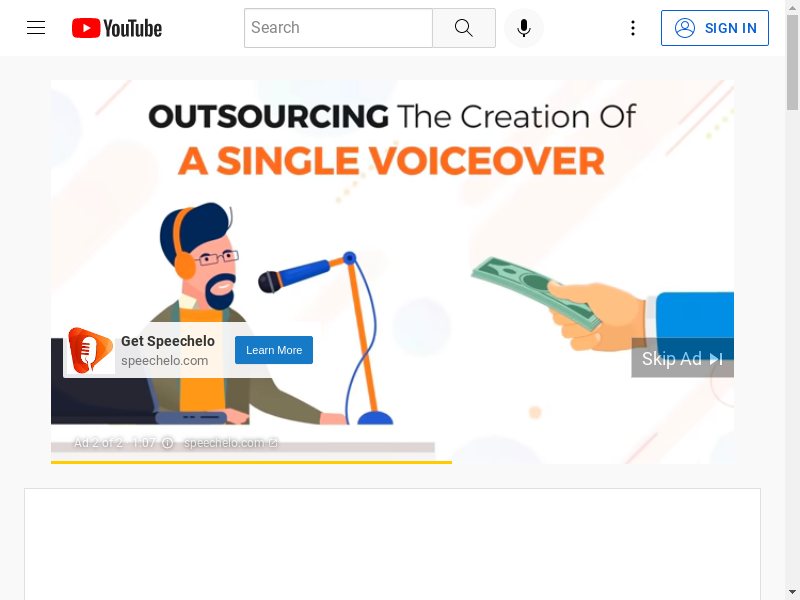 YouTube
Search
SIGN IN
OUTSOURCING The Creation Of
A SINGLE VOICEOVER
Get Speechelo
speechelo.com
Learn More
Skip Ad
Ad 2 of 2 · 1:07
speechelo.com